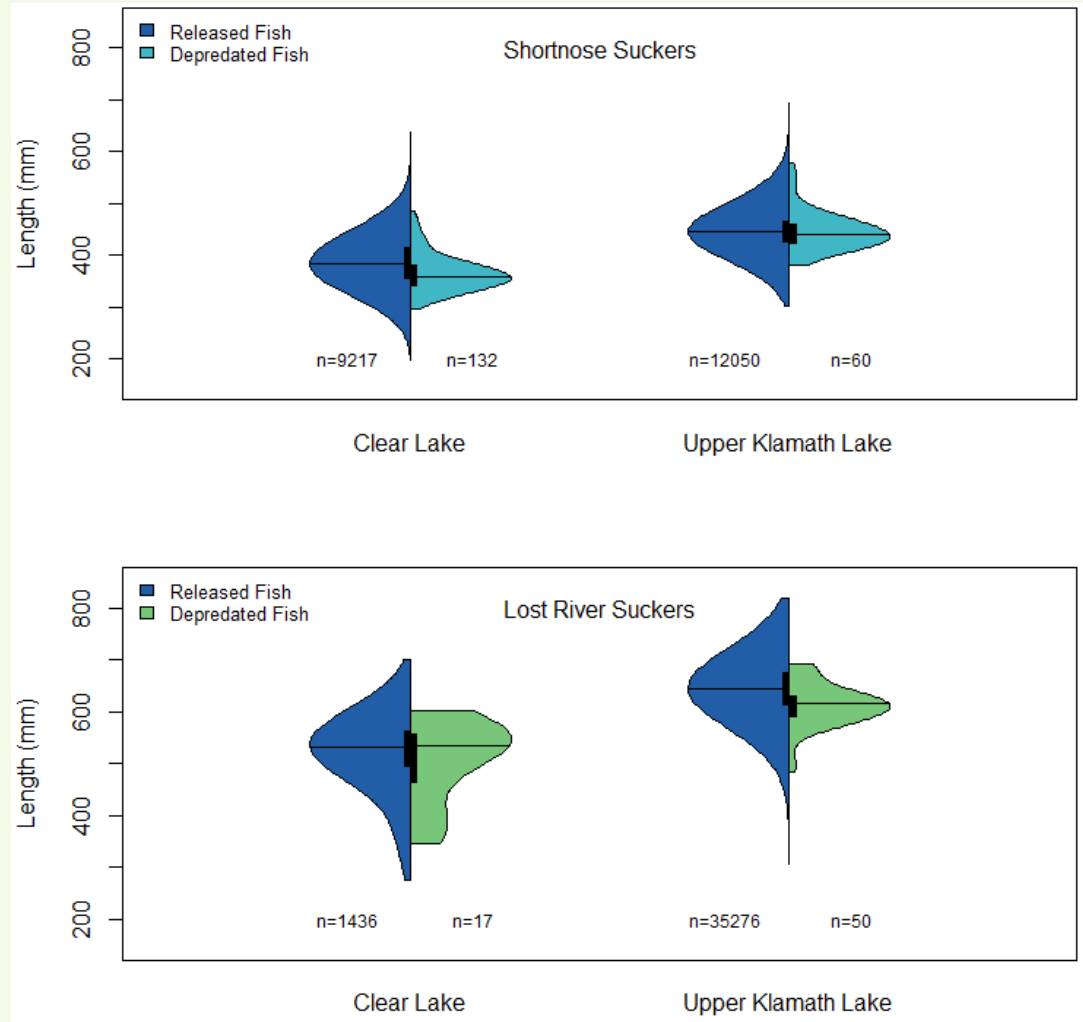 Released Fish
Depredated Fish
Shortnose Suckers
Length (mm)
800
600
400
200
n=9217
n=132
n=12050
n=60
Clear Lake
Upper Klamath Lake
Released Fish
Depredated Fish
Lost River Suckers
Length (mm)
800
600
400
200
n=1436
n=17
n=35276
n=50
Clear Lake
Upper Klamath Lake